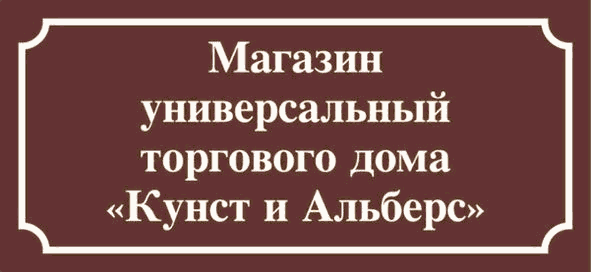 Магазин
универсальный
торгового дома
«Кунст и Альберс»